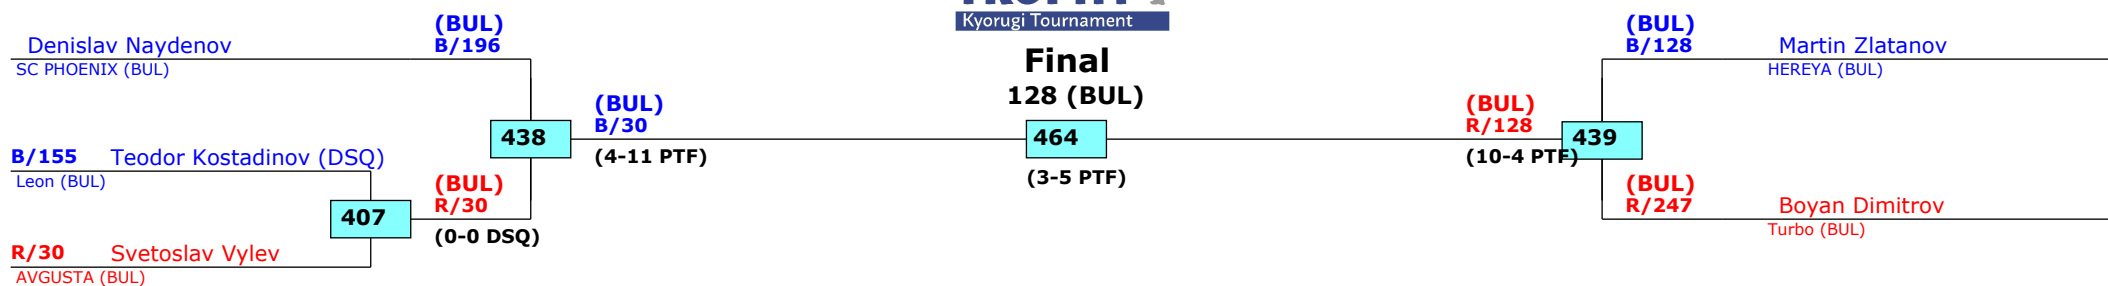 Kyorugi Tournament
Final
128 (BUL)
(BUL)
B/196
Denislav Naydenov
SC PHOENIX (BUL)
B/155 Teodor Kostadinov (DSQ)
Leon (BUL)
407
R/30 Svetoslav Vylev
AVGUSTA (BUL)
(BUL)
R/30
(0-0 DSQ)
438
(BUL)
B/30
(4-11 PTF)
464
(3-5 PTF)
(BUL)
R/128
(10-4 PTF)
439
(BUL)
B/128 Martin Zlatanov
HEREYA (BUL)
(BUL)
R/247 Boyan Dimitrov
Turbo (BUL)